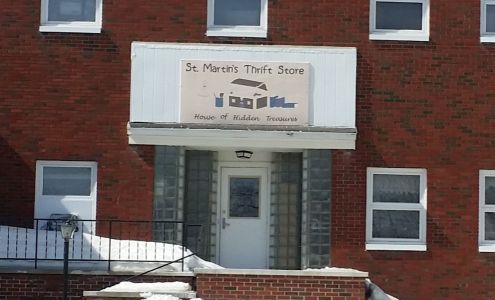 St. Martin's Thrift Store
House of Hidden Treasures